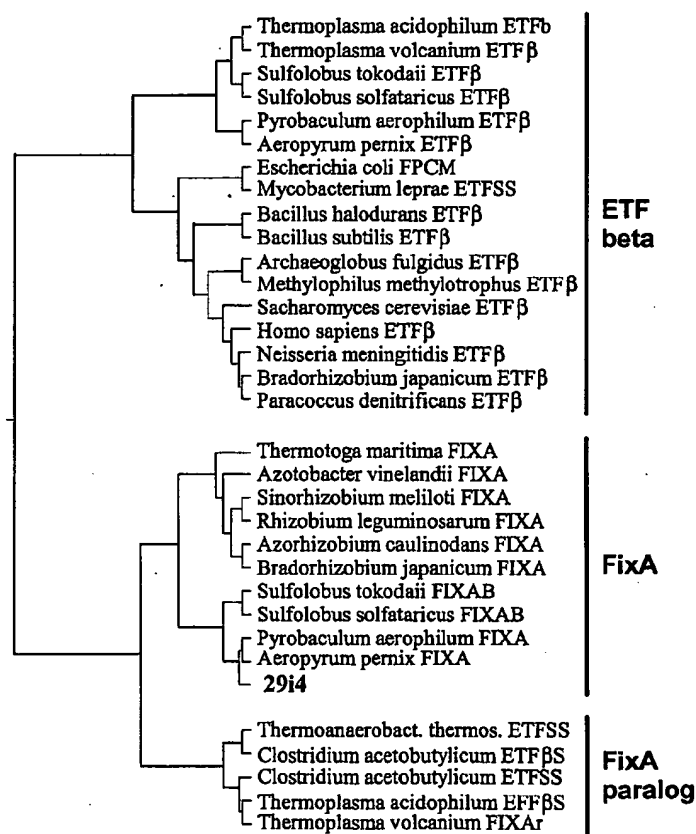 Thermoplasma acidophilum ETFb
Thermoplasma volcanium ETFβ
Sulfolobus tokodaii ETFβ
Sulfolobus solfataricus ETFβ
Pyrobaculum aerophilum ETFβ
Aeropyrum pernix ETFβ
Escherichia coli FPCM
Mycobacterium leprae ETFSS
Bacillus halodurans ETFβ
Bacillus subtilis ETFβ
Archaeoglobus fulgidus ETFβ
Methylophilus methylotrophus ETFβ
Sacharomyces cerevisiae ETFβ
Homo sapiens ETFβ
Neisseria meningitidis ETFβ
Bradorhizobium japanicum ETFβ
Paracoccus denitrificans ETFβ
ETF
beta
Thermotoga maritima FIXA
Azotobacter vinelandii FIXA
Sinorhizobium meliloti FIXA
Rhizobium leguminosarum FIXA
Azorhizobium caulinodans FIXA
Bradorhizobium japanicum FIXA
Sulfolobus tokodaii FIXAB
Sulfolobus solfataricus FIXAB
Pyrobaculum aerophilum FIXA
Aeropyrum pernix FIXA
29i4
FixA
Thermoanaerobact. thermos. ETFSS
Clostridium acetobutylicum ETFβS
Clostridium acetobutylicum ETFSS
Thermoplasma acidophilum EFFβS
Thermoplasma volcanium FIXAr
FixA
paralog